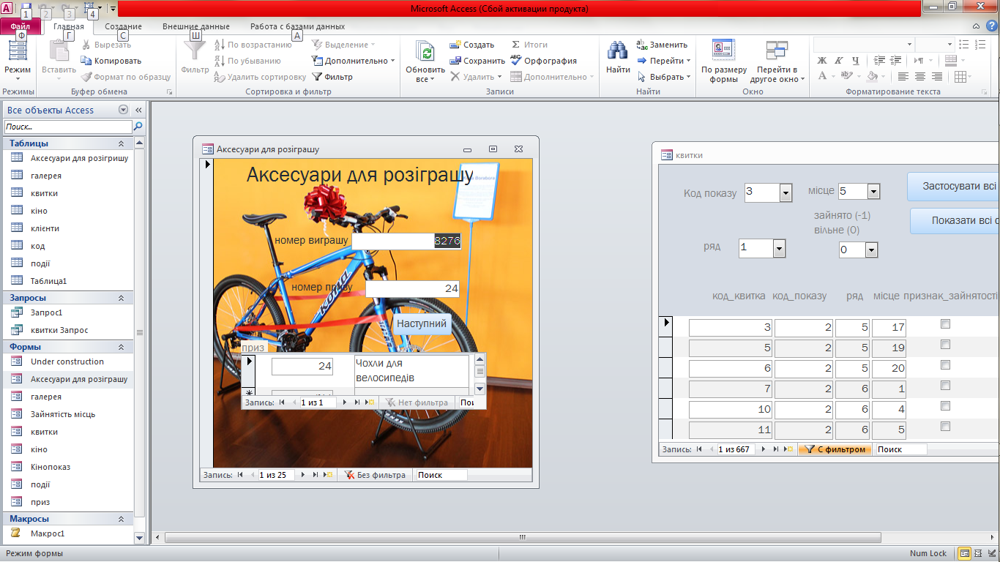 Microsoft Access (Сбой активации продукта)
1 2 3 4
Файл Главная Создание Внешние данные Работа с базами данных
Ф Г С Ш А
Режим
Режимы
Вставить
Вырезать
Копировать
Формат по образцу
Буфер обмена
Фильтр
По возрастанию
По убыванию
Удалить сортировку
Выделение
Дополнительно
Фильтр
Сортировка и фильтр
Обновить
все
Создать
Сохранить
Удалить
Итоги
Орфография
Дополнительно
Записи
Найти
Заменить
Перейти
Выбрать
Найти
По размеру
формы
Перейти в
другое окно
Окно
Ж К Ч
А
Форматирование текста
Все объекты Access
Поиск...
Таблицы
Аксесуари для розігришу
галерея
квитки
кіно
клієнти
код
події
Таблица1
Запросы
Запрос1
квитки Запрос
Формы
Under construction
Аксесуари для розіграшу
галерея
Зайнятість місць
квитки
кіно
Кінопоказ
події
приз
Макросы
Макрос1
Аксесуари для розіграшу
Аксесуари для розіграшу
номер виграшу 8276
номер призу 24
KONA
Наступний
приз
24 Чохли для
велосипедів
Запись: 1 из 1 Нет фильтра Пои
Запись: 1 из 25 Без фильтра Поиск
квитки
Код показу 3 місце 5 Застосувати всі
зайнято (-1)
вільне (0)
Показати всі с
ряд 1 0
код_квитка код_показу ряд місце признак_зайнятості
3 2 5 17
5 2 5 19
6 2 5 20
7 2 6 1
10 2 6 4
11 2 6 5
Запись: 1 из 667 С фильтром Поиск
Режим формы Num Lock